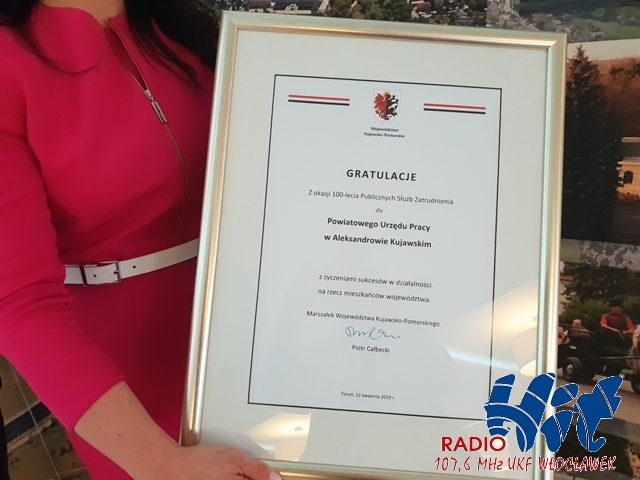 Województwo
Kujawsko-Pomorskie
GRATULACJE
Z okazji 100-lecia Publicznych Służb Zatrudnienia
dla
Powiatowego Urzędu Pracy
w Aleksandrowie Kujawskim
z życzeniami sukcesów w działalności
na rzecz mieszkańców województwa.
Marszałek Województwa Kujawsko-Pomorskiego
Piotr Całbecki
Toruń, 12 kwietnia 2019 r.
Hit
RADIO
107,6 MHz UKF WŁOCŁAWEK